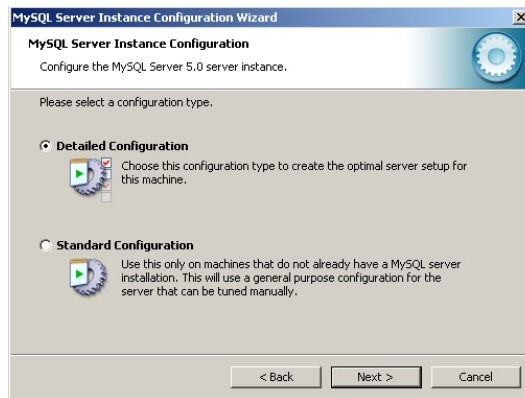 MySQL Server Instance Configuration Wizard
MySQL Server Instance Configuration
Configure the MySQL Server 5.0 server instance.
Please select a configuration type.
Detailed Configuration
Choose this configuration type to create the optimal server setup for
this machine.
Standard Configuration
Use this only on machines that do not already have a MySQL server
installation. This will use a general purpose configuration for the
server that can be tuned manually.
< Back
Next >
Cancel